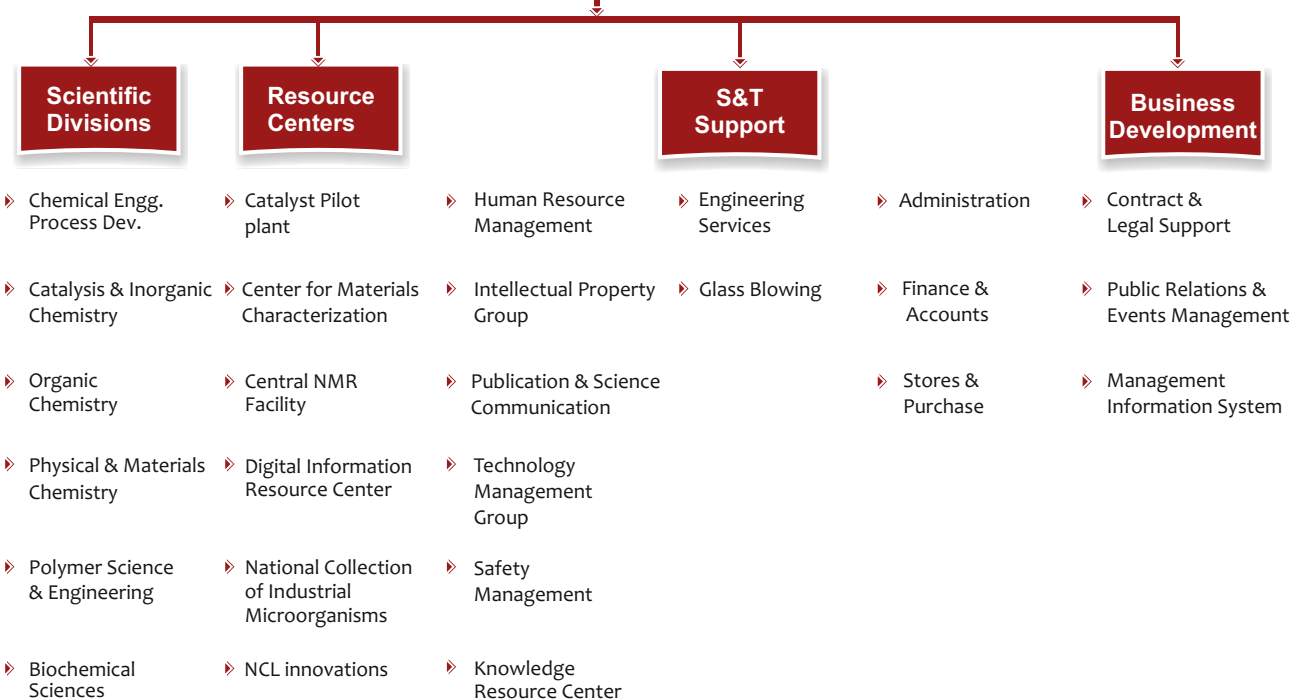 Scientific
Divisions
Resource
Centers
S&T
Support
Business
Development
Chemical Engg.
Process Dev.
Catalysis & Inorganic
Chemistry
Organic
Chemistry
Physical & Materials
Chemistry
Polymer Science
& Engineering
Biochemical
Sciences
Catalyst Pilot
plant
Center for Materials
Characterization
Central NMR
Facility
Digital Information
Resource Center
National Collection
of Industrial
Microorganisms
NCL innovations
Human Resource
Management
Intellectual Property
Group
Publication & Science
Communication
Technology
Management
Group
Safety
Management
Knowledge
Resource Center
Engineering
Services
Glass Blowing
Administration
Finance &
Accounts
Stores &
Purchase
Contract &
Legal Support
Public Relations &
Events Management
Management
Information System